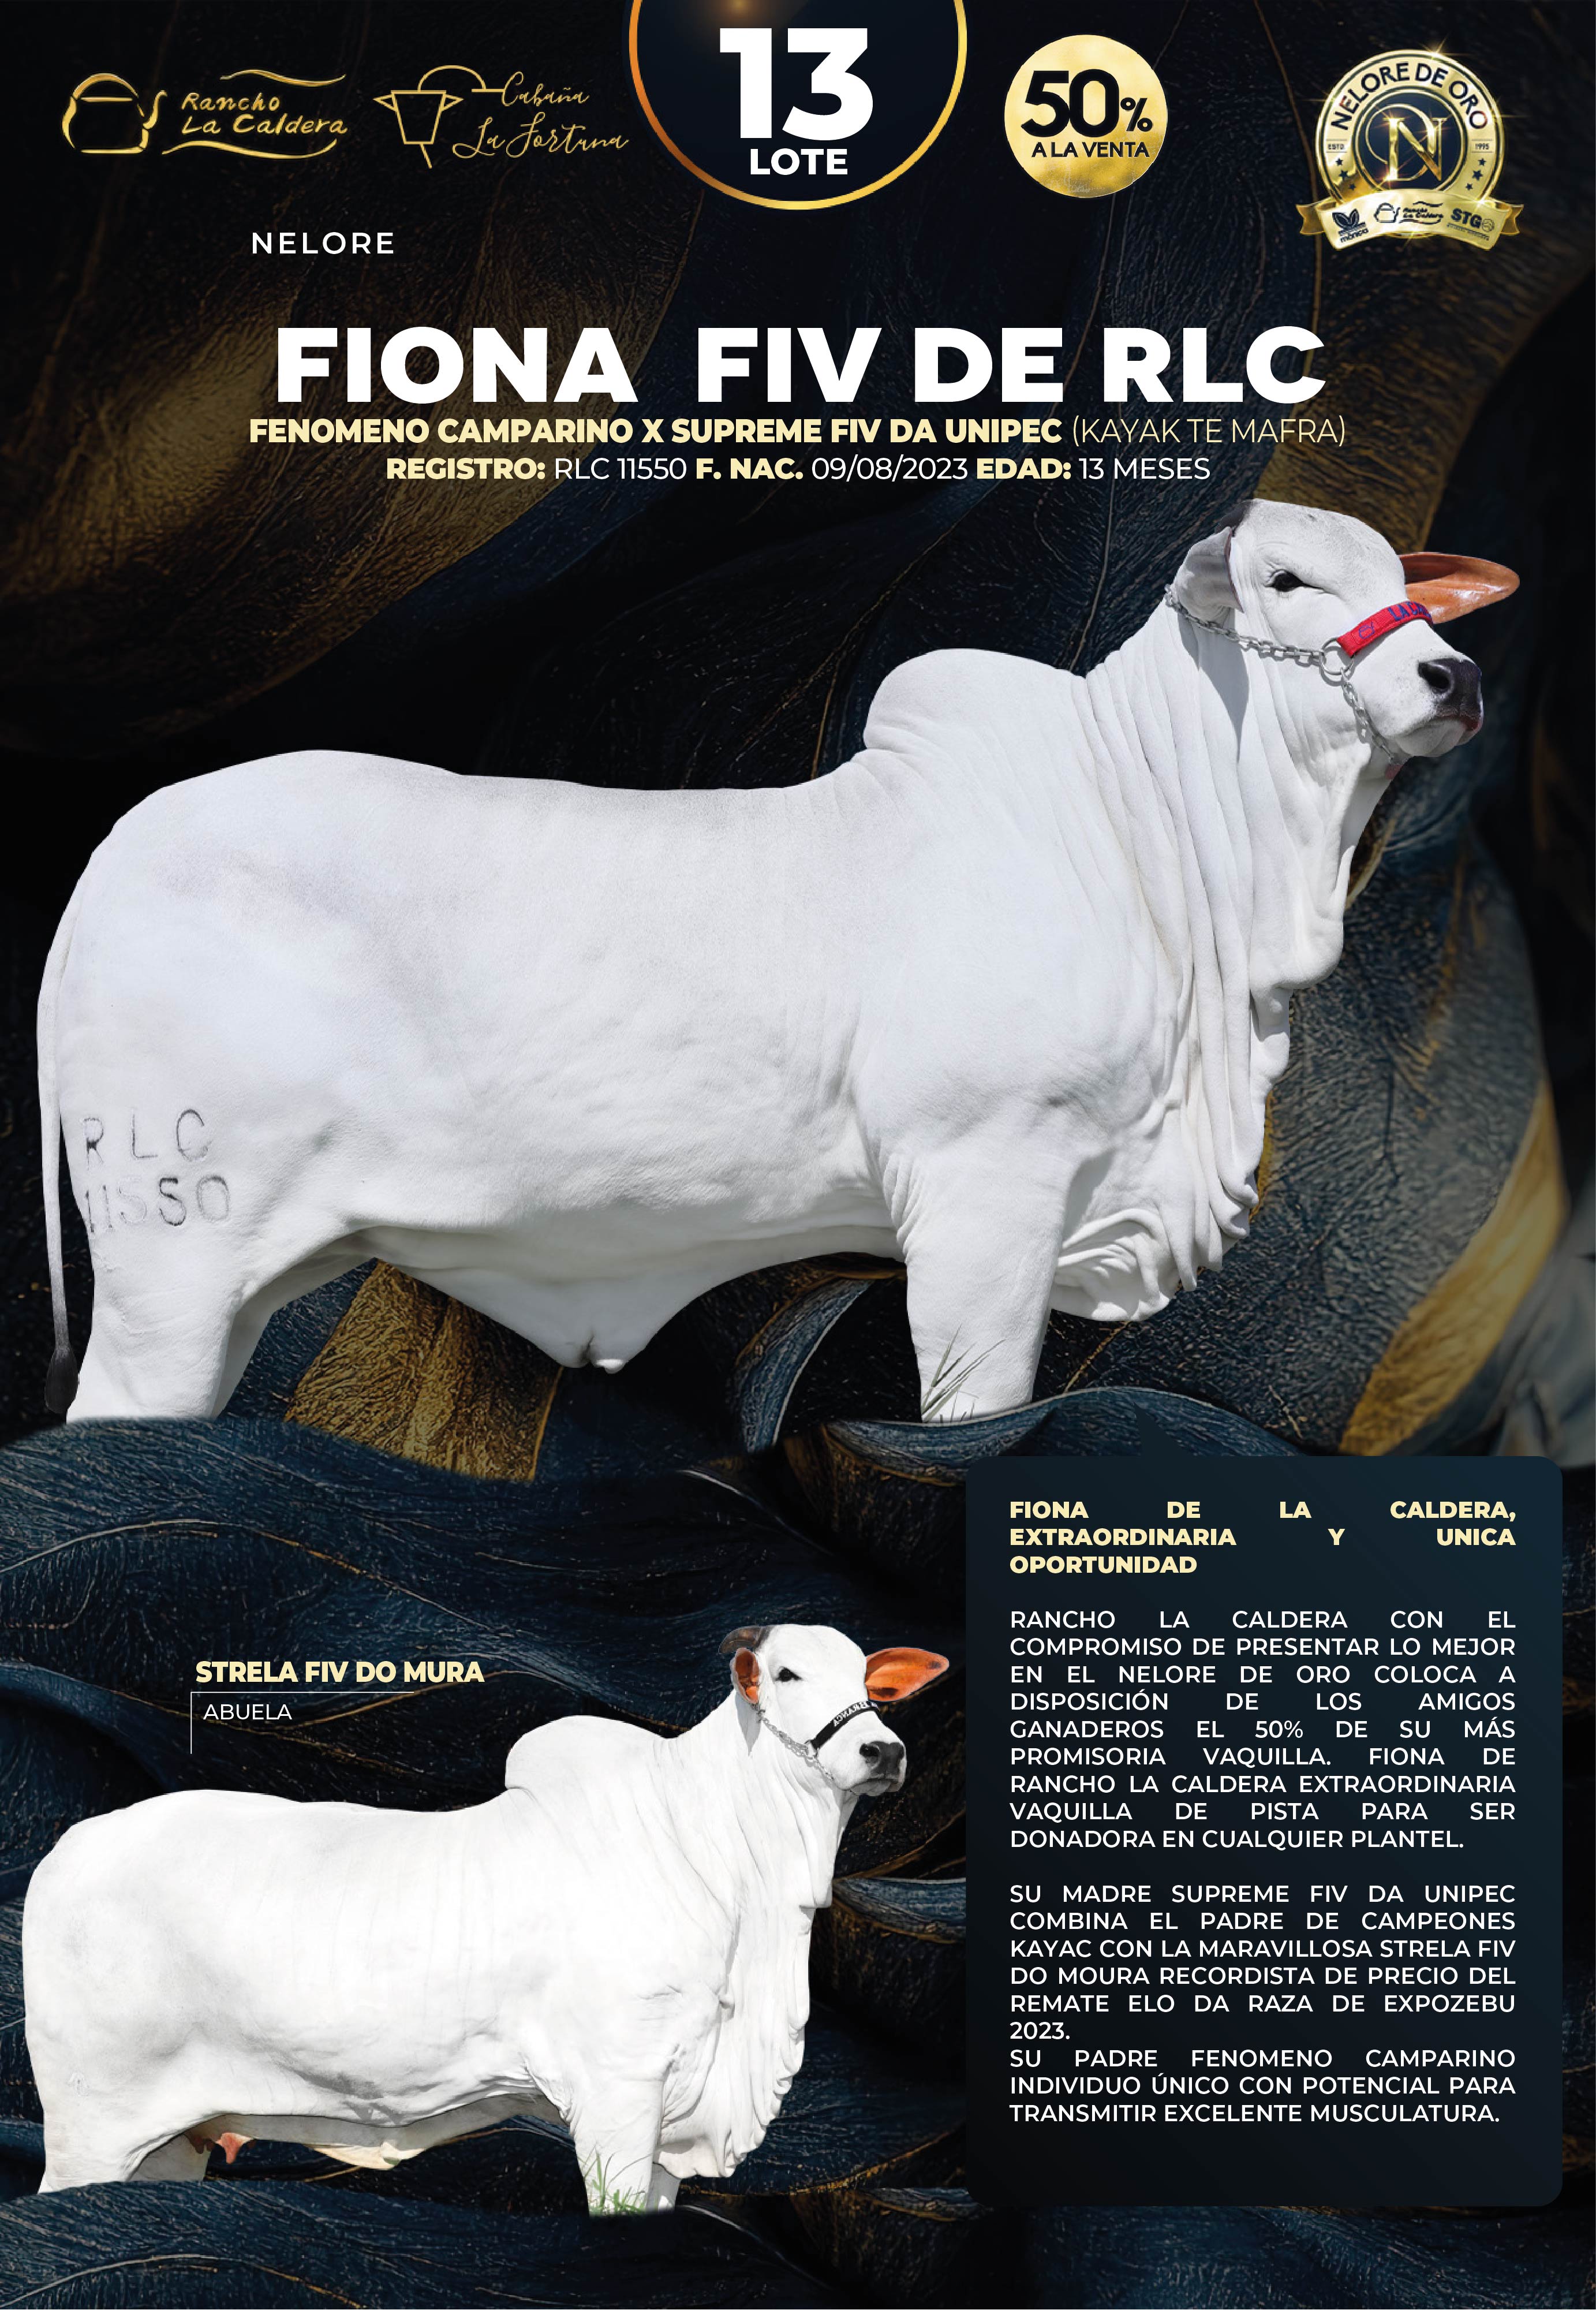 Rancho
La Caldera
Cabaña
La Fortuna
13
LOTE
50%
A LA VENTA
NELORE DE ORO
ESTD
1995
N
Rancho
La Caldera
STG
NELORE
FIONA FIV DE RLC
FENOMENO CAMPARINO X SUPREME FIV DA UNIPEC (KAYAK TE MAFRA)
REGISTRO: RLC 11550 F. NAC. 09/08/2023 EDAD: 13 MESES
RLC
11550
STRELA FIV DO MURA
ABUELA
FIONA DE LA CALDERA,
EXTRAORDINARIA Y UNICA
OPORTUNIDAD
RANCHO LA CALDERA CON EL
COMPROMISO DE PRESENTAR LO MEJOR
EN EL NELORE DE ORO COLOCA A
DISPOSICIÓN DE LOS AMIGOS
GANADEROS EL 50% DE SU MÁS
PROMISORIA VAQUILLA. FIONA DE
RANCHO LA CALDERA EXTRAORDINARIA
VAQUILLA DE PISTA PARA SER
DONADORA EN CUALQUIER PLANTEL.
SU MADRE SUPREME FIV DA UNIPEC
COMBINA EL PADRE DE CAMPEONES
KAYAC CON LA MARAVILLOSA STRELA FIV
DO MOURA RECORDISTA DE PRECIO DEL
REMATE ELO DA RAZA DE EXPOZEBU
2023.
SU PADRE FENOMENO CAMPARINO
INDIVIDUO ÚNICO CON POTENCIAL PARA
TRANSMITIR EXCELENTE MUSCULATURA.